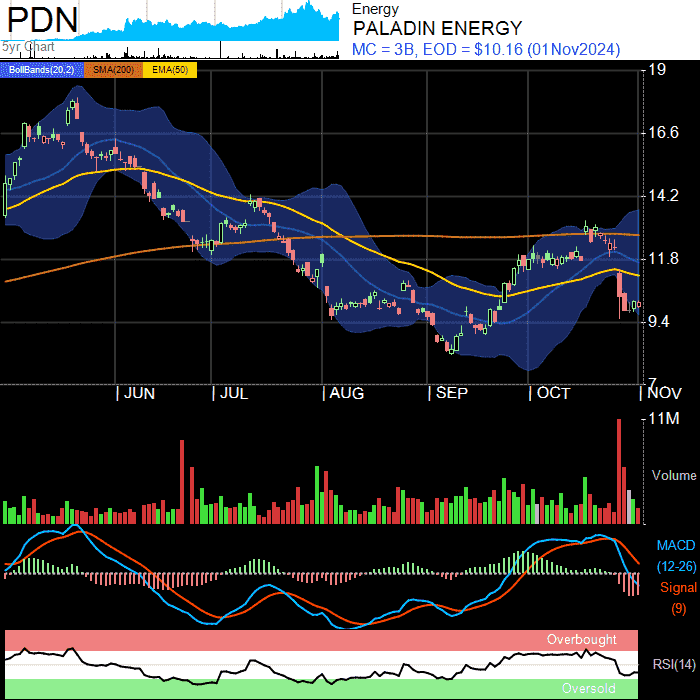 PDN
5yr Chart
Energy
PALADIN ENERGY
MC = 3B, EOD = $10.16 (01Nov2024)
BollBands(20,2) SMA(200) EMA(50)
19
16.6
14.2
11.8
9.4
7
JUN JUL AUG SEP OCT NOV
11M
Volume
MACD
(12-26)
Signal
(9)
Overbought
RSI(14)
Oversold